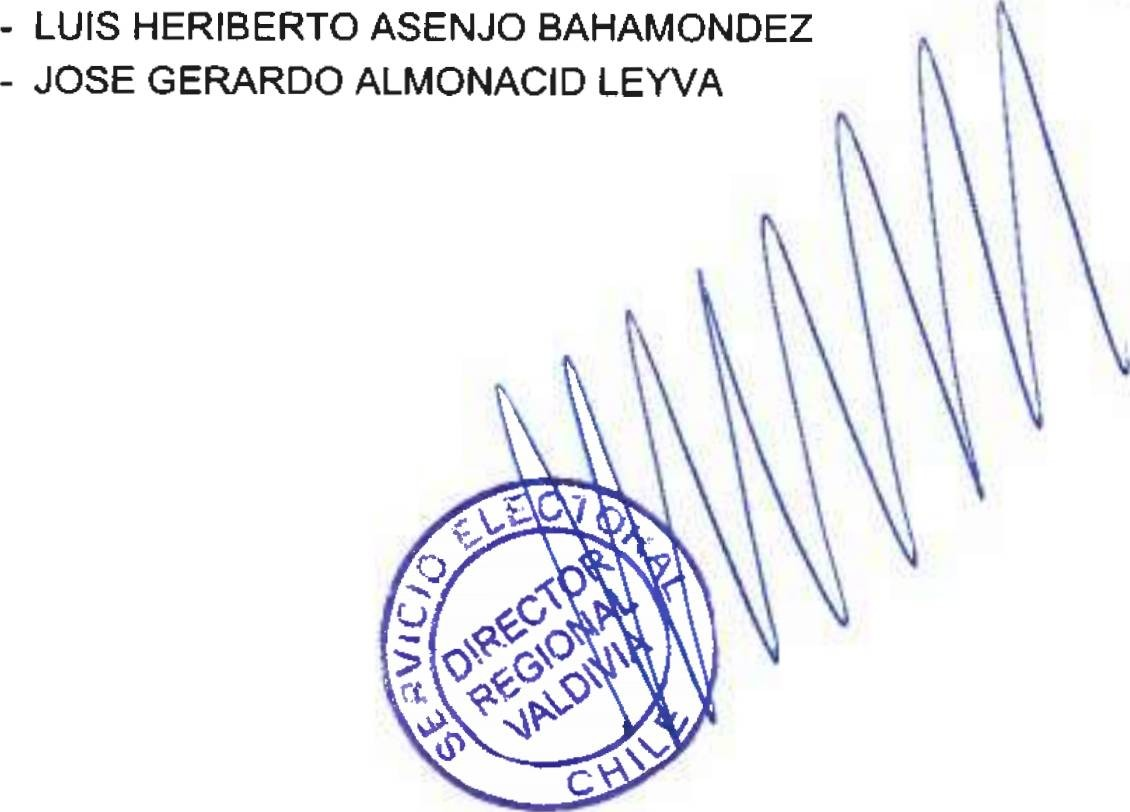 - LUIS HERIBERTO ASENJO BAHAMONDEZ
- JOSE GERARDO ALMONACID LEYVA
SERVICIO ELECTORAL
DIRECTOR
REGIONAL
VALDIVIA
CHILE